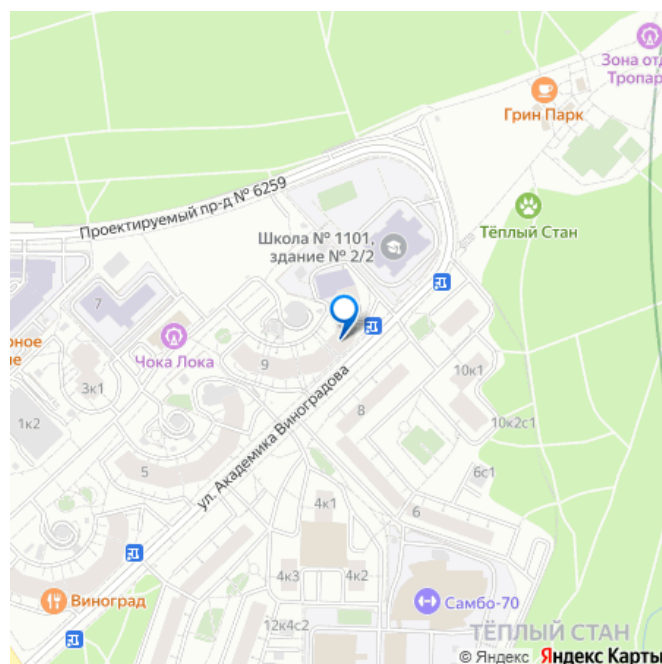 Зона отд
Тропар
Грин Парк
Проектируемый пр-д № 6259
Школа № 1101,
здание № 2/2
Тёплый Стан
7
рное
ие
Чока Лока
3к1
9
10к1
1к2
8
10к2с1
ул. Академика Виноградова
5
6с1
4к1
6
4к3
4к2
Виноград
Самбо-70
12к4с2
ТЁПЛЫЙ СТАН
© Яндекс Яндекс Карты